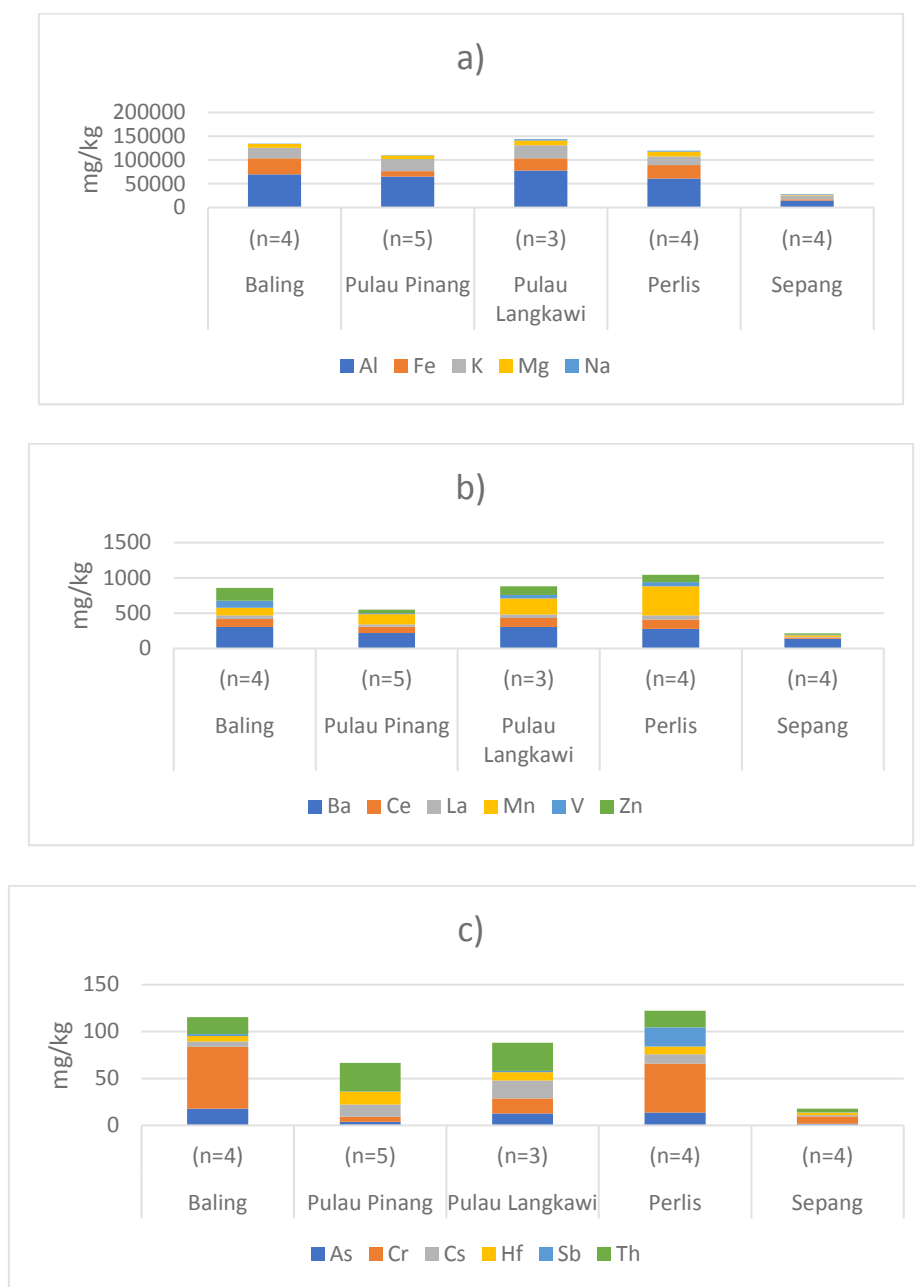 a)
200000
150000
100000
50000
0
mg/kg
(n=4) (n=5) (n=3) (n=4) (n=4)
Baling Pulau Pinang Pulau Langkawi Perlis Sepang
Al Fe K Mg Na
b)
1500
1000
500
0
mg/kg
(n=4) (n=5) (n=3) (n=4) (n=4)
Baling Pulau Pinang Pulau Langkawi Perlis Sepang
Ba Ce La Mn V Zn
c)
150
100
50
0
mg/kg
(n=4) (n=5) (n=3) (n=4) (n=4)
Baling Pulau Pinang Pulau Langkawi Perlis Sepang
As Cr Cs Hf Sb Th